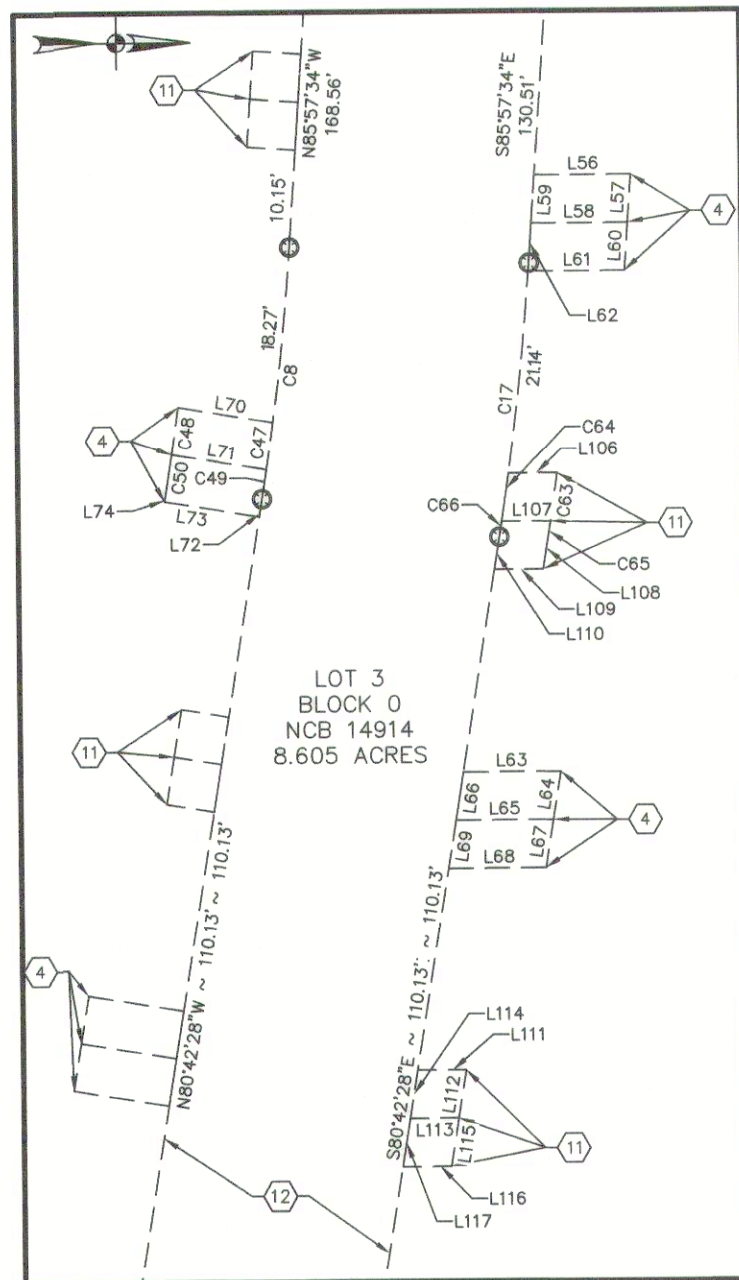 11
N85°57'34"W
168.56'
10.15'
18.27'
C8
S85°57'34"E
130.51'
L56
L59
L57
L58
L60
L61
L62
4
21.14'
C17
L70
C48
C47
L71
C50
C49
L74
L73
L72
4
C64
L106
C66
L107
C63
C65
L108
L109
L110
11
LOT 3
BLOCK 0
NCB 14914
8.605 ACRES
11
L63
L66
L64
L65
L69
L67
L68
4
N80°42'28"W ~ 110.13' ~ 110.13'
4
S80°42'28"E ~ 110.13' ~ 110.13'
L114
L111
L112
L113
L115
L116
L117
11
12